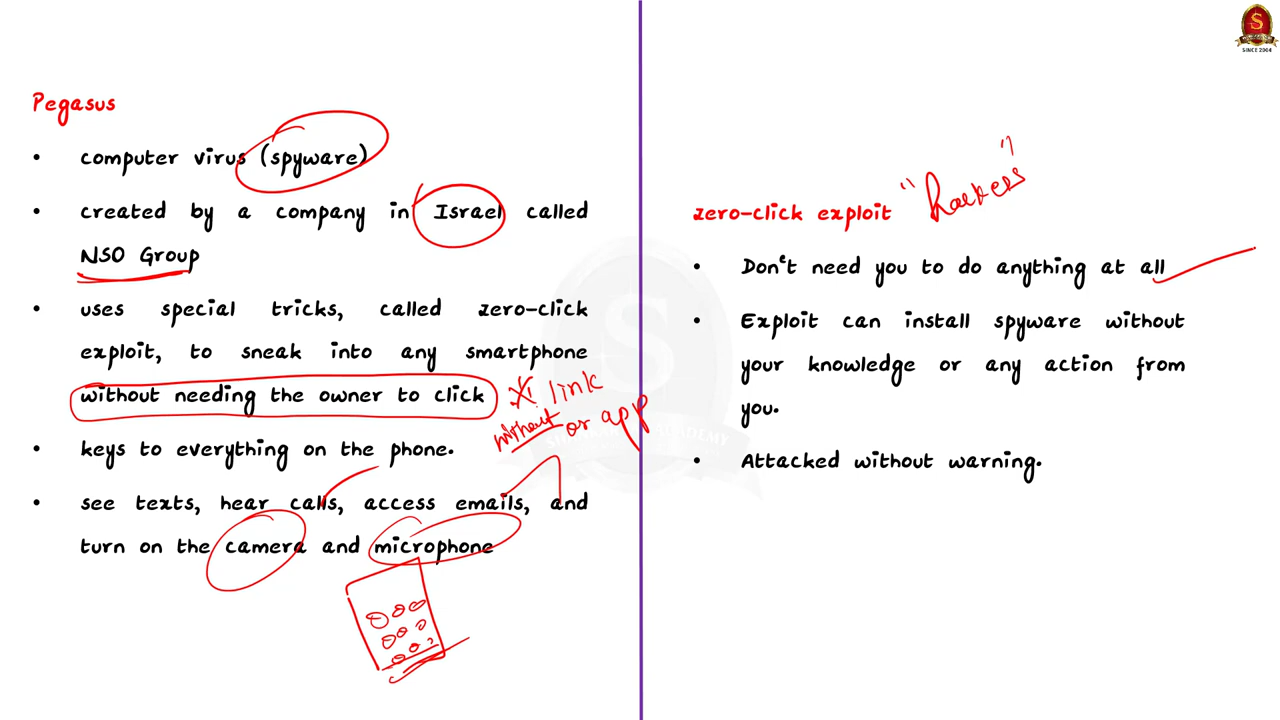 Pegasus
• computer virus (spyware)
• created by a company in Israel called
NSO Group
• uses special tricks, called zero-click
exploit, to sneak into any smartphone
without needing the owner to click
link
without or app
• keys to everything on the phone.
• see texts, hear calls, access emails, and
turn on the camera and microphone
S
SINCE 2004
"hackers"
zero-click exploit
• Don't need you to do anything at all
• Exploit can install spyware without
your knowledge or any action from
you.
• Attacked without warning.